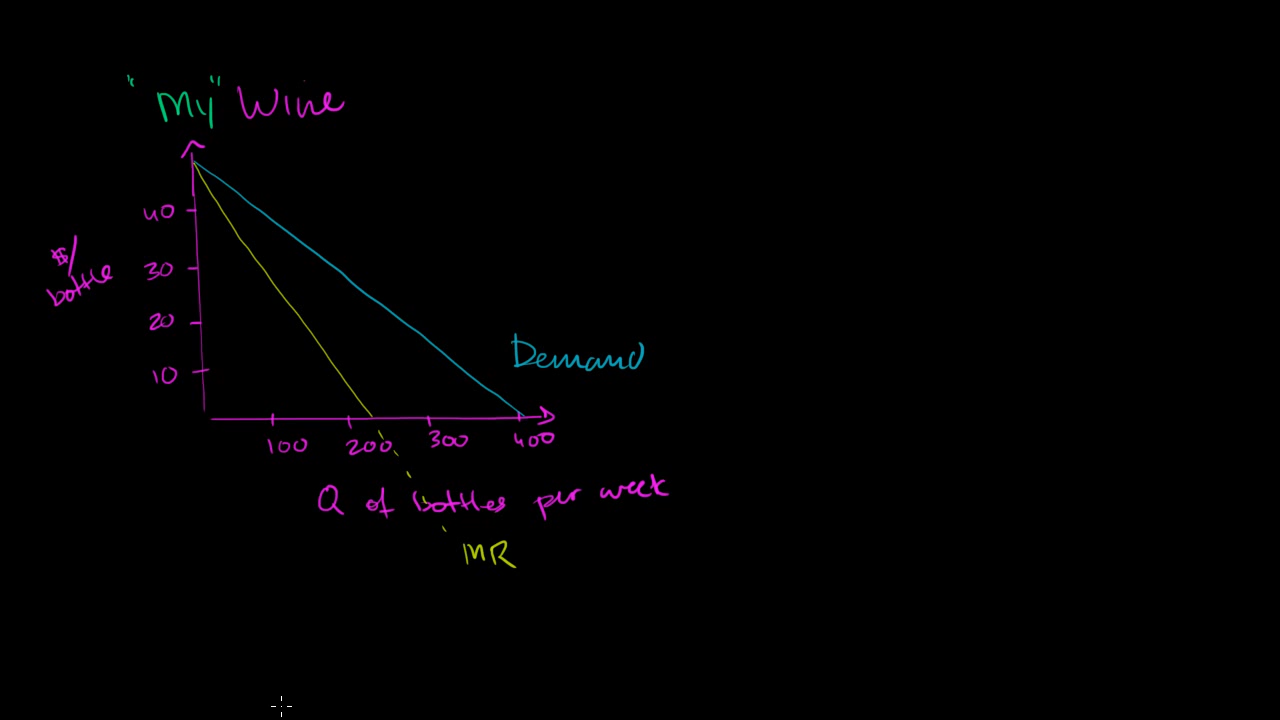 "My" Wine
$/
bottle
40
30
20
10
Demand
100 200 300 400
Q of bottles per week
MR